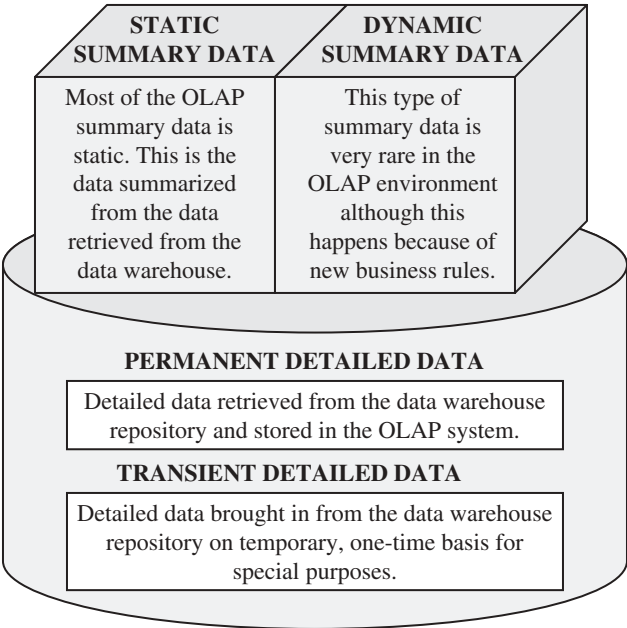 STATIC
SUMMARY DATA
Most of the OLAP
summary data is
static. This is the
data summarized
from the data
retrieved from the
data warehouse.
DYNAMIC
SUMMARY DATA
This type of
summary data is
very rare in the
OLAP environment
although this
happens because of
new business rules.
PERMANENT DETAILED DATA
Detailed data retrieved from the data warehouse
repository and stored in the OLAP system.
TRANSIENT DETAILED DATA
Detailed data brought in from the data warehouse
repository on temporary, one-time basis for
special purposes.